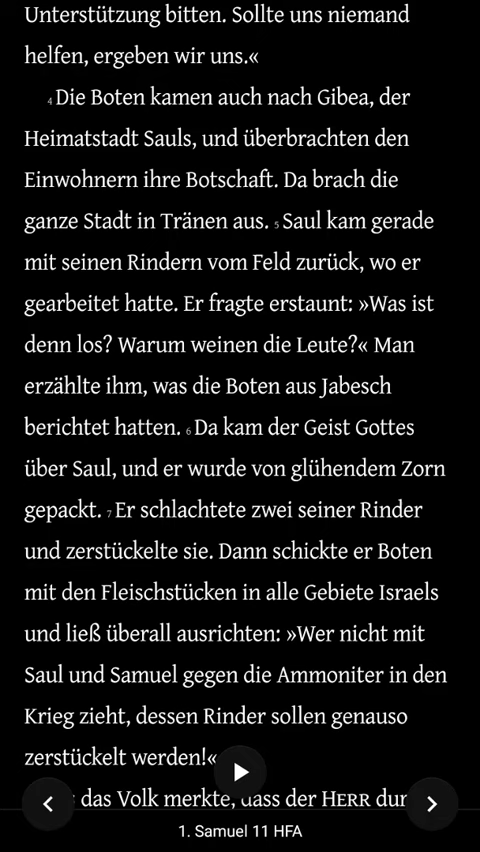 Unterstützung bitten. Sollte uns niemand
helfen, ergeben wir uns.«
4 Die Boten kamen auch nach Gibea, der
Heimatstadt Sauls, und überbrachten den
Einwohnern ihre Botschaft. Da brach die
ganze Stadt in Tränen aus. 5 Saul kam gerade
mit seinen Rindern vom Feld zurück, wo er
gearbeitet hatte. Er fragte erstaunt: »Was ist
denn los? Warum weinen die Leute?« Man
erzählte ihm, was die Boten aus Jabesch
berichtet hatten. 6 Da kam der Geist Gottes
über Saul, und er wurde von glühendem Zorn
gepackt. 7 Er schlachtete zwei seiner Rinder
und zerstückelte sie. Dann schickte er Boten
mit den Fleischstücken in alle Gebiete Israels
und ließ überall ausrichten: »Wer nicht mit
Saul und Samuel gegen die Ammoniter in den
Krieg zieht, dessen Rinder sollen genauso
zerstückelt werden!«
das Volk merkte, dass der HERR
1. Samuel 11 HFA